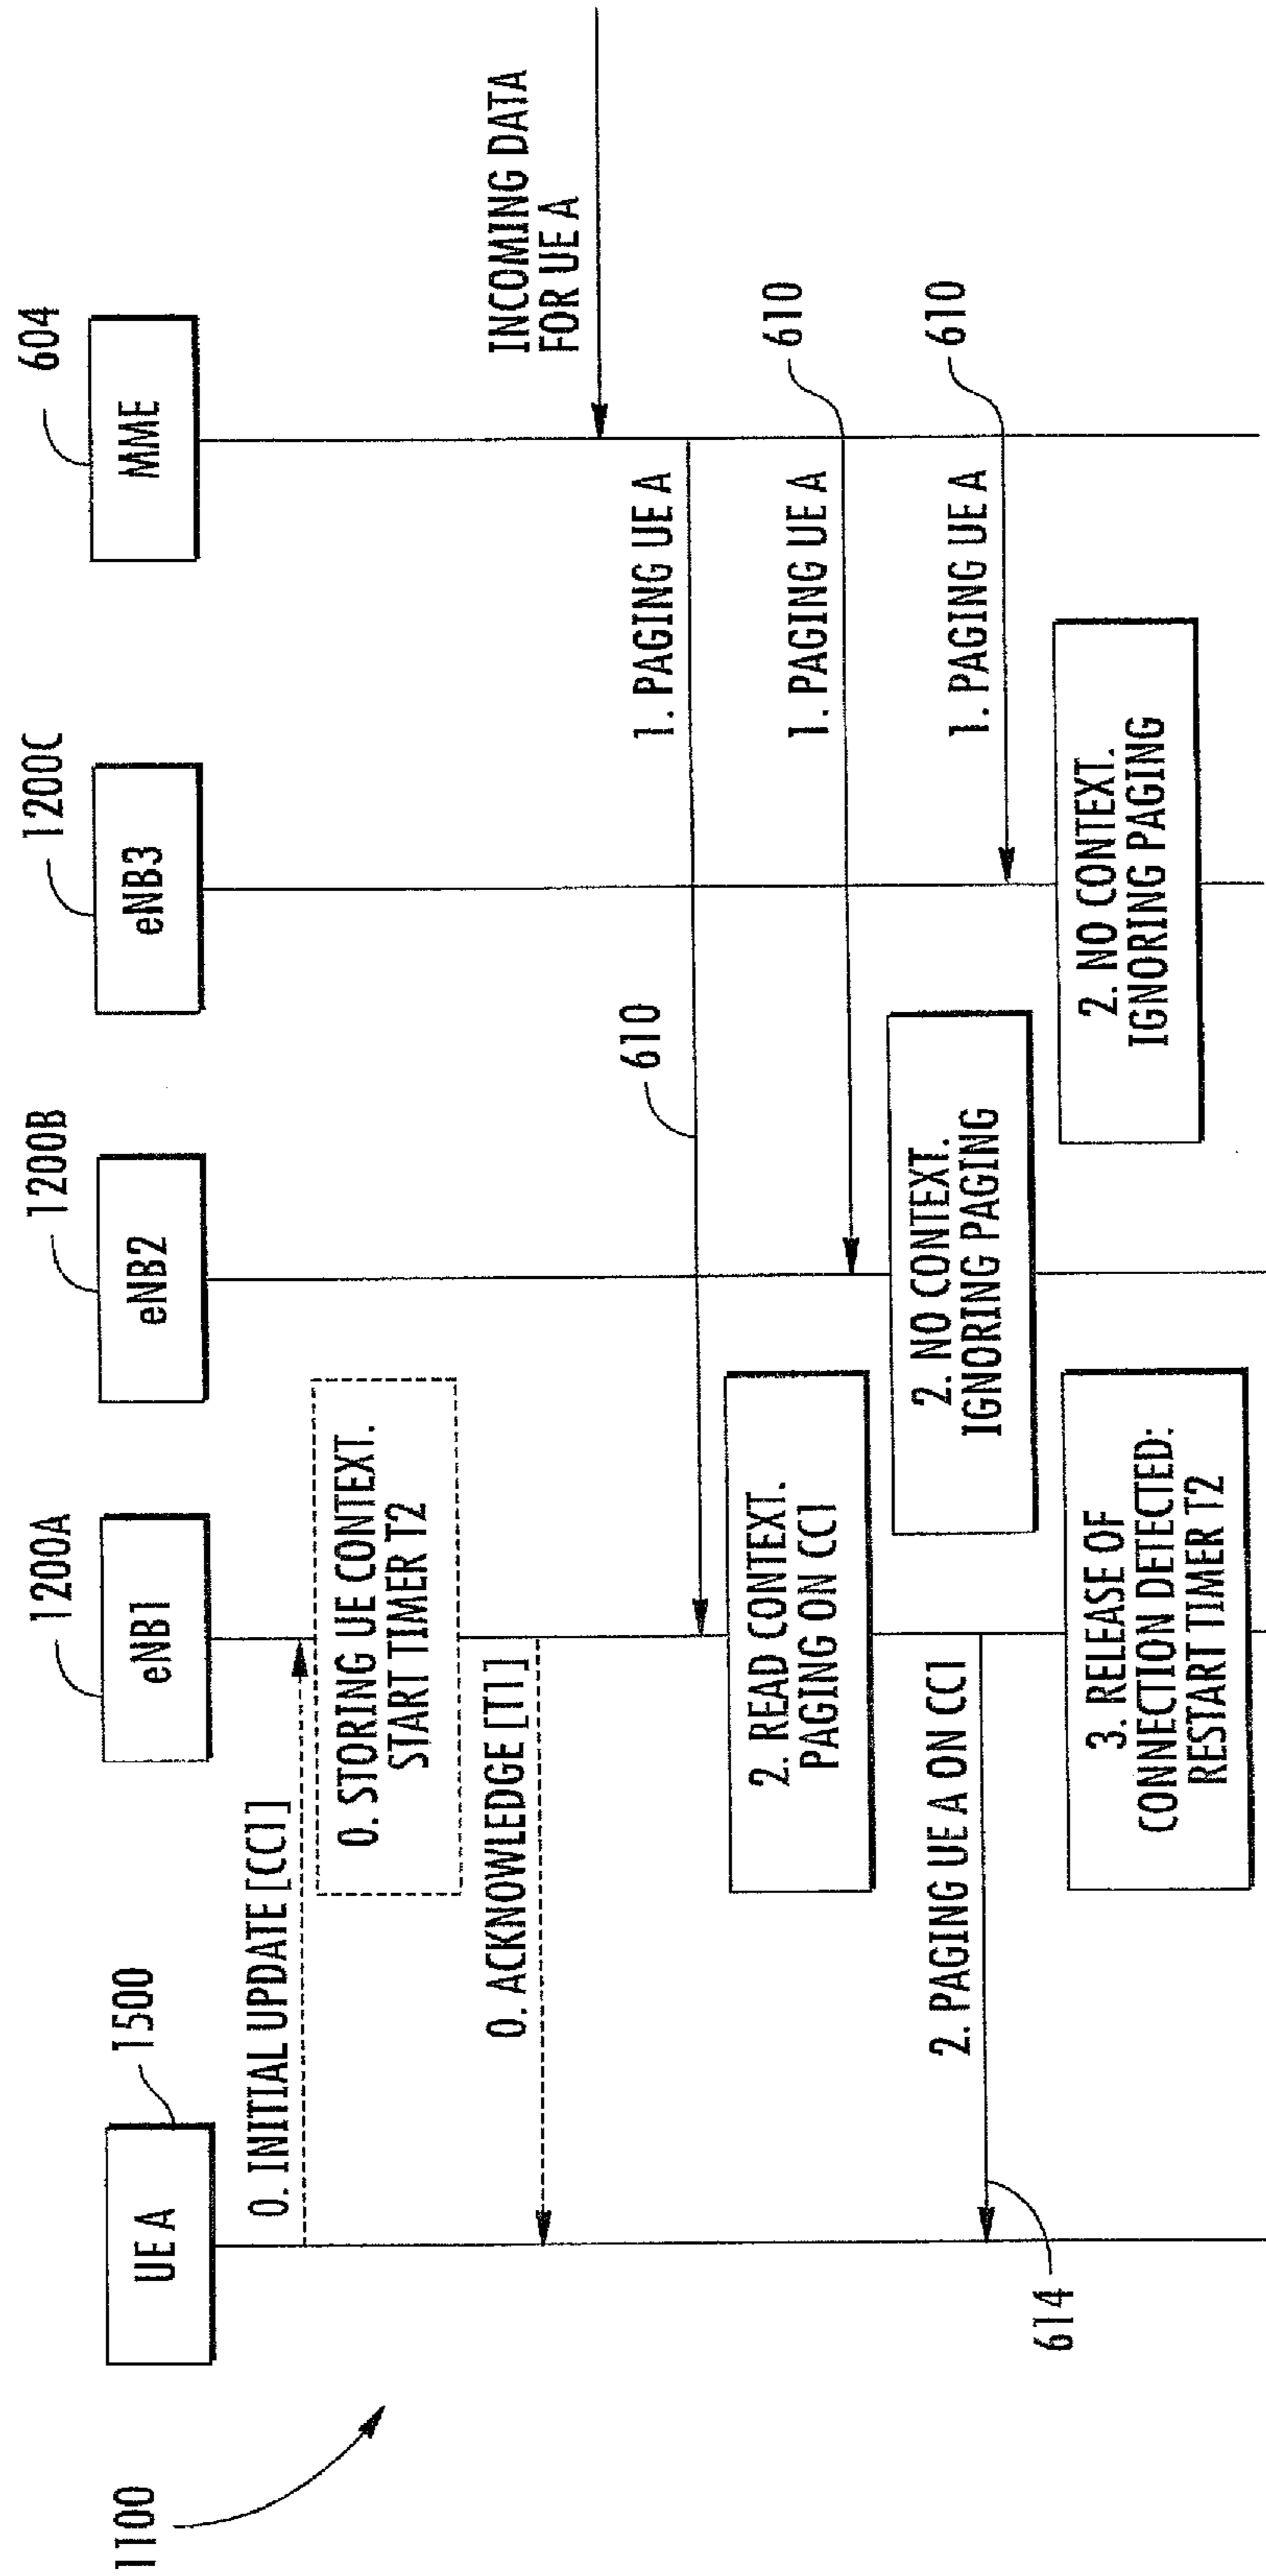 1100
UE A
1500
eNB1
1200A
eNB2
1200B
eNB3
1200C
MME
604
0. INITIAL UPDATE [CC1]
0. STORING UE CONTEXT.
START TIMER T2
0. ACKNOWLEDGE [T1]
INCOMING DATA
FOR UE A
1. PAGING UE A
610
2. READ CONTEXT.
PAGING ON CC1
1. PAGING UE A
610
2. NO CONTEXT.
IGNORING PAGING
2. PAGING UE A ON CC1
614
1. PAGING UE A
610
2. NO CONTEXT.
IGNORING PAGING
3. RELEASE OF
CONNECTION DETECTED:
RESTART TIMER T2